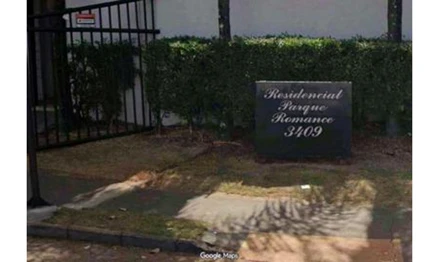 Residencial
Parque
Romance
3409
Google Maps